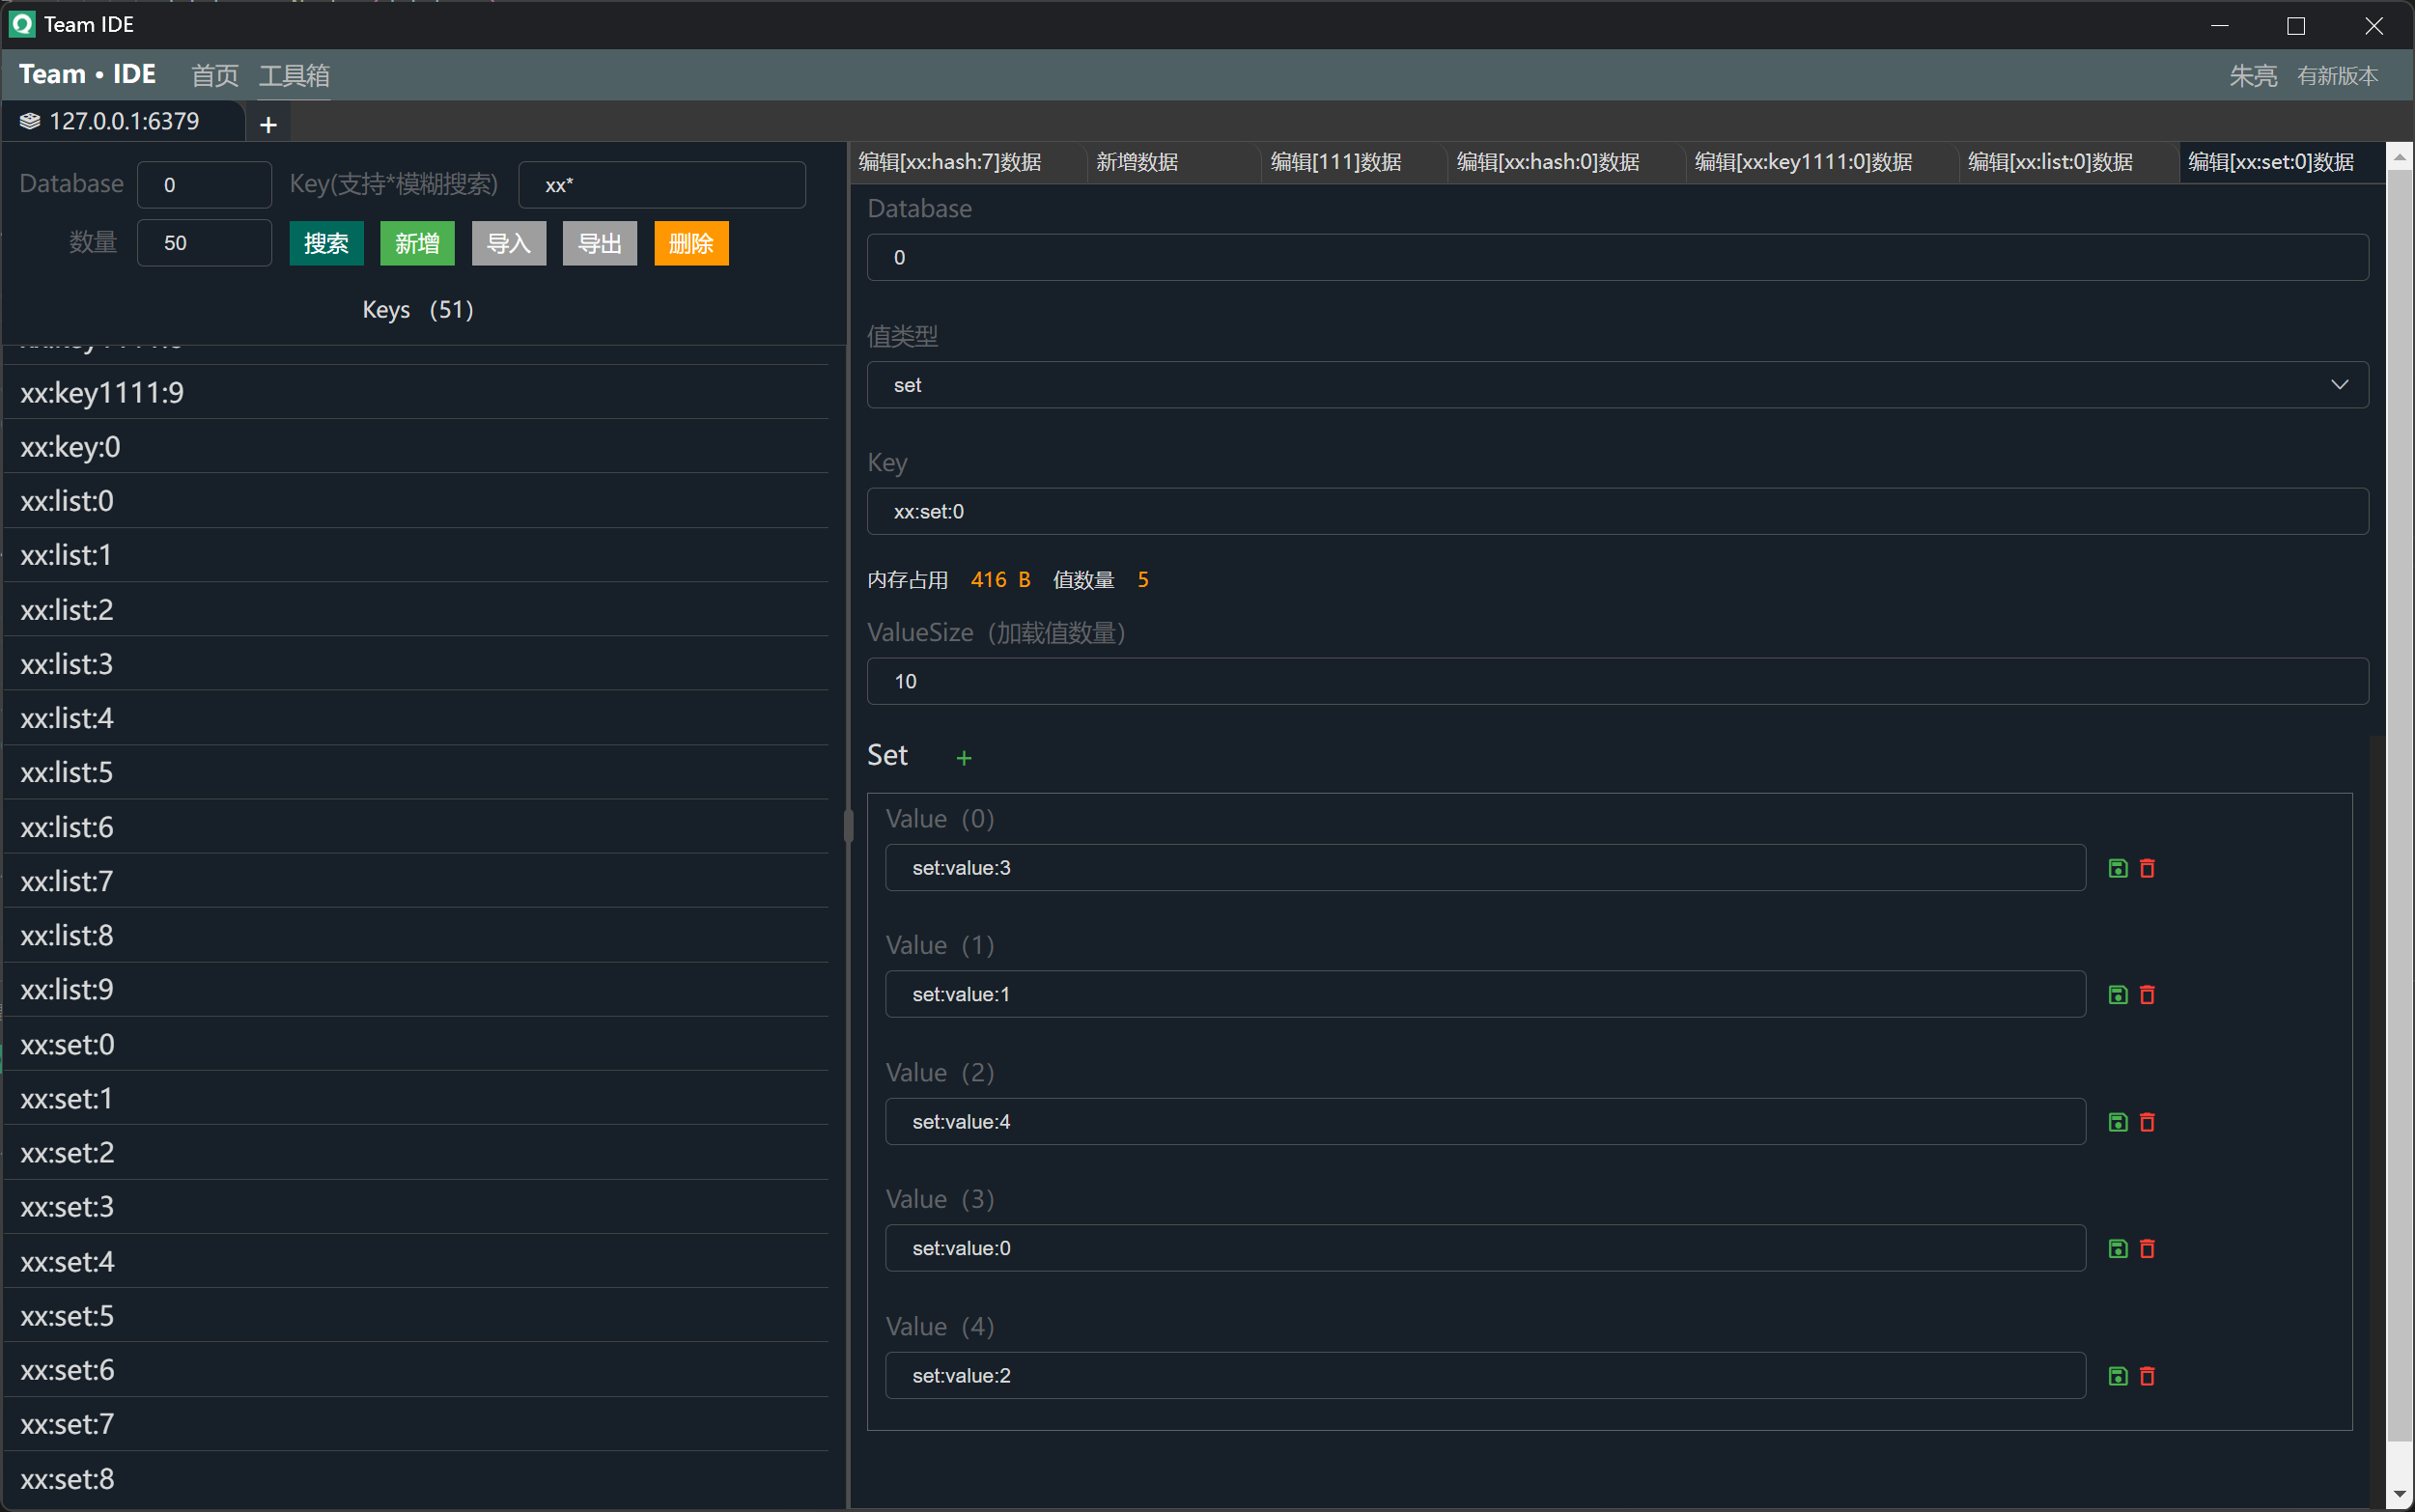 Team IDE
Team • IDE 首页 工具箱 朱亮 有新版本
127.0.0.1:6379 +
Database 0 Key(支持*模糊搜索) xx*
数量 50 搜索 新增 导入 导出 删除
Keys （51）
xx:key1111:9
xx:key:0
xx:list:0
xx:list:1
xx:list:2
xx:list:3
xx:list:4
xx:list:5
xx:list:6
xx:list:7
xx:list:8
xx:list:9
xx:set:0
xx:set:1
xx:set:2
xx:set:3
xx:set:4
xx:set:5
xx:set:6
xx:set:7
xx:set:8
编辑[xx:hash:7]数据 新增数据 编辑[111]数据 编辑[xx:hash:0]数据 编辑[xx:key1111:0]数据 编辑[xx:list:0]数据 编辑[xx:set:0]数据
Database
0
值类型
set
Key
xx:set:0
内存占用 416 B 值数量 5
ValueSize（加载值数量）
10
Set +
Value（0）
set:value:3
Value（1）
set:value:1
Value（2）
set:value:4
Value（3）
set:value:0
Value（4）
set:value:2